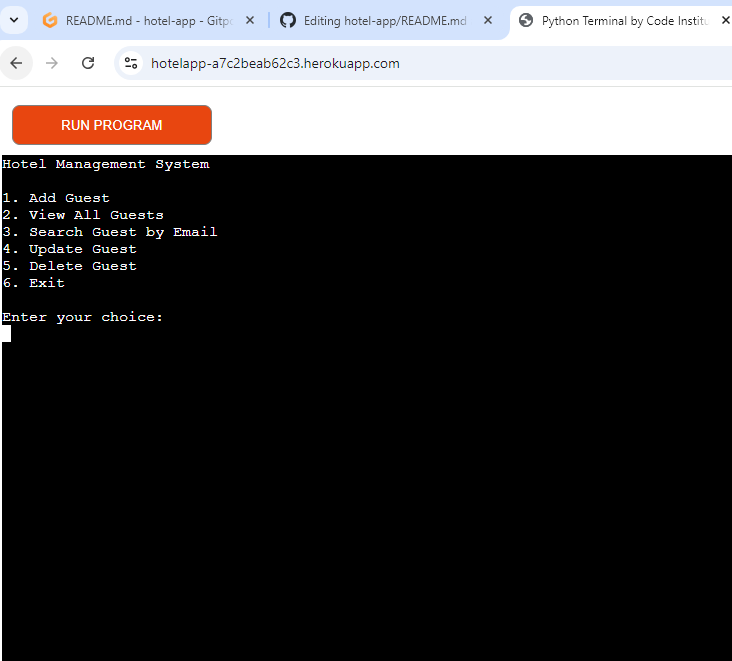 README.md - hotel-app - Gitp
Editing hotel-app/README.md
Python Terminal by Code Institu
hotelapp-a7c2beab62c3.herokuapp.com
RUN PROGRAM
Hotel Management System
1. Add Guest
2. View All Guests
3. Search Guest by Email
4. Update Guest
5. Delete Guest
6. Exit
Enter your choice: